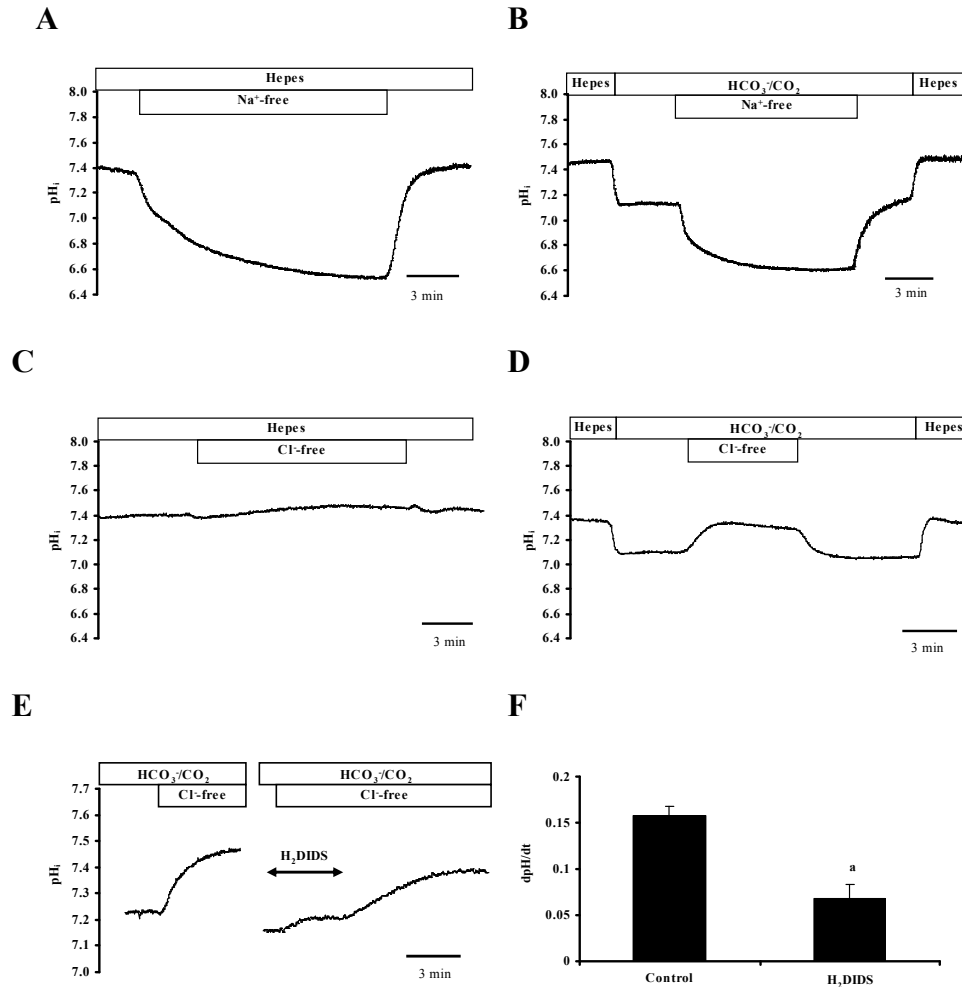 A
Hepes
Na⁺-free
8.0
7.8
7.4
7.2
7.0
6.8
6.6
6.4
pHᵢ
3 min
B
Hepes
HCO₃⁻/CO₂
Hepes
Na⁺-free
8.0
7.8
7.6
7.4
7.2
7.0
6.8
6.6
6.4
pHᵢ
3 min
C
Hepes
Cl⁻-free
8.0
7.8
7.6
7.4
7.2
7.0
6.8
6.6
6.4
pHᵢ
3 min
D
Hepes
HCO₃⁻/CO₂
Hepes
Cl⁻-free
8.0
7.8
7.6
7.4
7.2
7.0
6.8
6.6
6.4
pHᵢ
3 min
E
HCO₃⁻/CO₂
Cl⁻-free
HCO₃⁻/CO₂
Cl⁻-free
H₂DIDS
7.7
7.6
7.5
7.4
7.3
7.2
7.1
7.0
pHᵢ
3 min
F
0.2
0.15
0.1
0.05
0
dpH/dt
a
Control
H₂DIDS